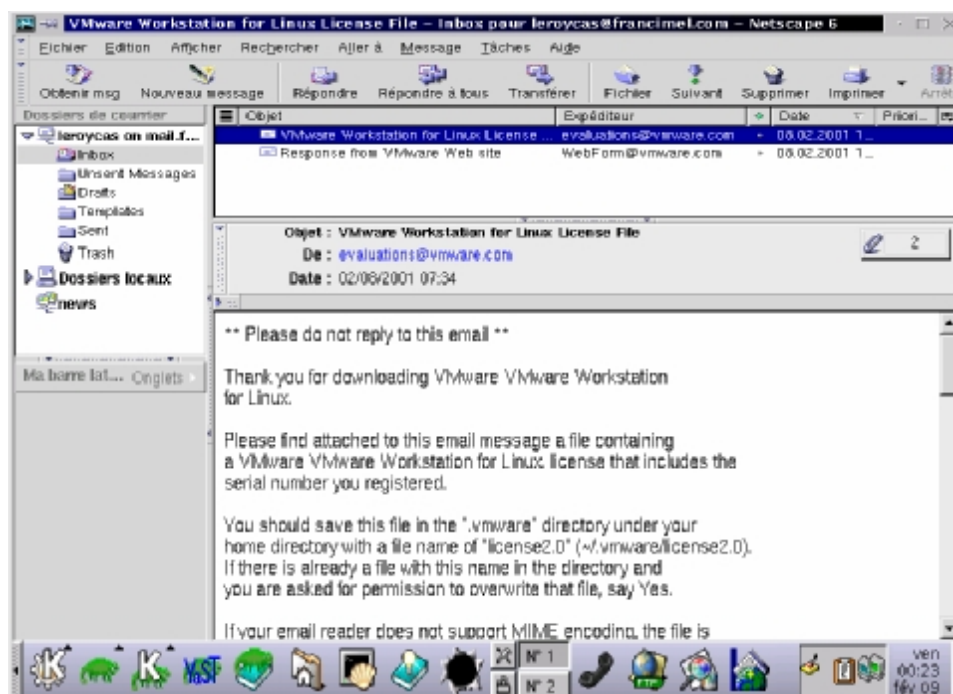 VMware Workstation for Linux License File – Inbox pour leroycas@francimel.com – Netscape 6
Fichier Edition Afficher Rechercher Aller à Message Tâches Aide
Obtenir msg Nouveau message Répondre Répondre à tous Transférer Fichier Suivant Supprimer Imprimer Arrêt
Dossiers de courrier
leroycas on mail.f...
Inbox
Unsent Messages
Drafts
Templates
Sent
Trash
Dossiers locaux
news
Ma barre lat... Onglets
Objet Expéditeur Date Priori...
VMware Workstation for Linux License ... evaluations@vmware.com 08.02.2001 1...
Response from VMware Web site WebForm@vmware.com 08.02.2001 1...
Objet : VMware Workstation for Linux License File
De : evaluations@vmware.com
Date : 02/08/2001 07:34
2
** Please do not reply to this email **
Thank you for downloading VMware VMware Workstation
for Linux.
Please find attached to this email message a file containing
a VMware VMware Workstation for Linux license that includes the
serial number you registered.
You should save this file in the ".vmware" directory under your
home directory with a file name of "license2.0" (~/.vmware/license2.0).
If there is already a file with this name in the directory and
you are asked for permission to overwrite that file, say Yes.
If your email reader does not support MIME encoding, the file is
YaST
N° 1
N° 2
ven
00:23
fév 09